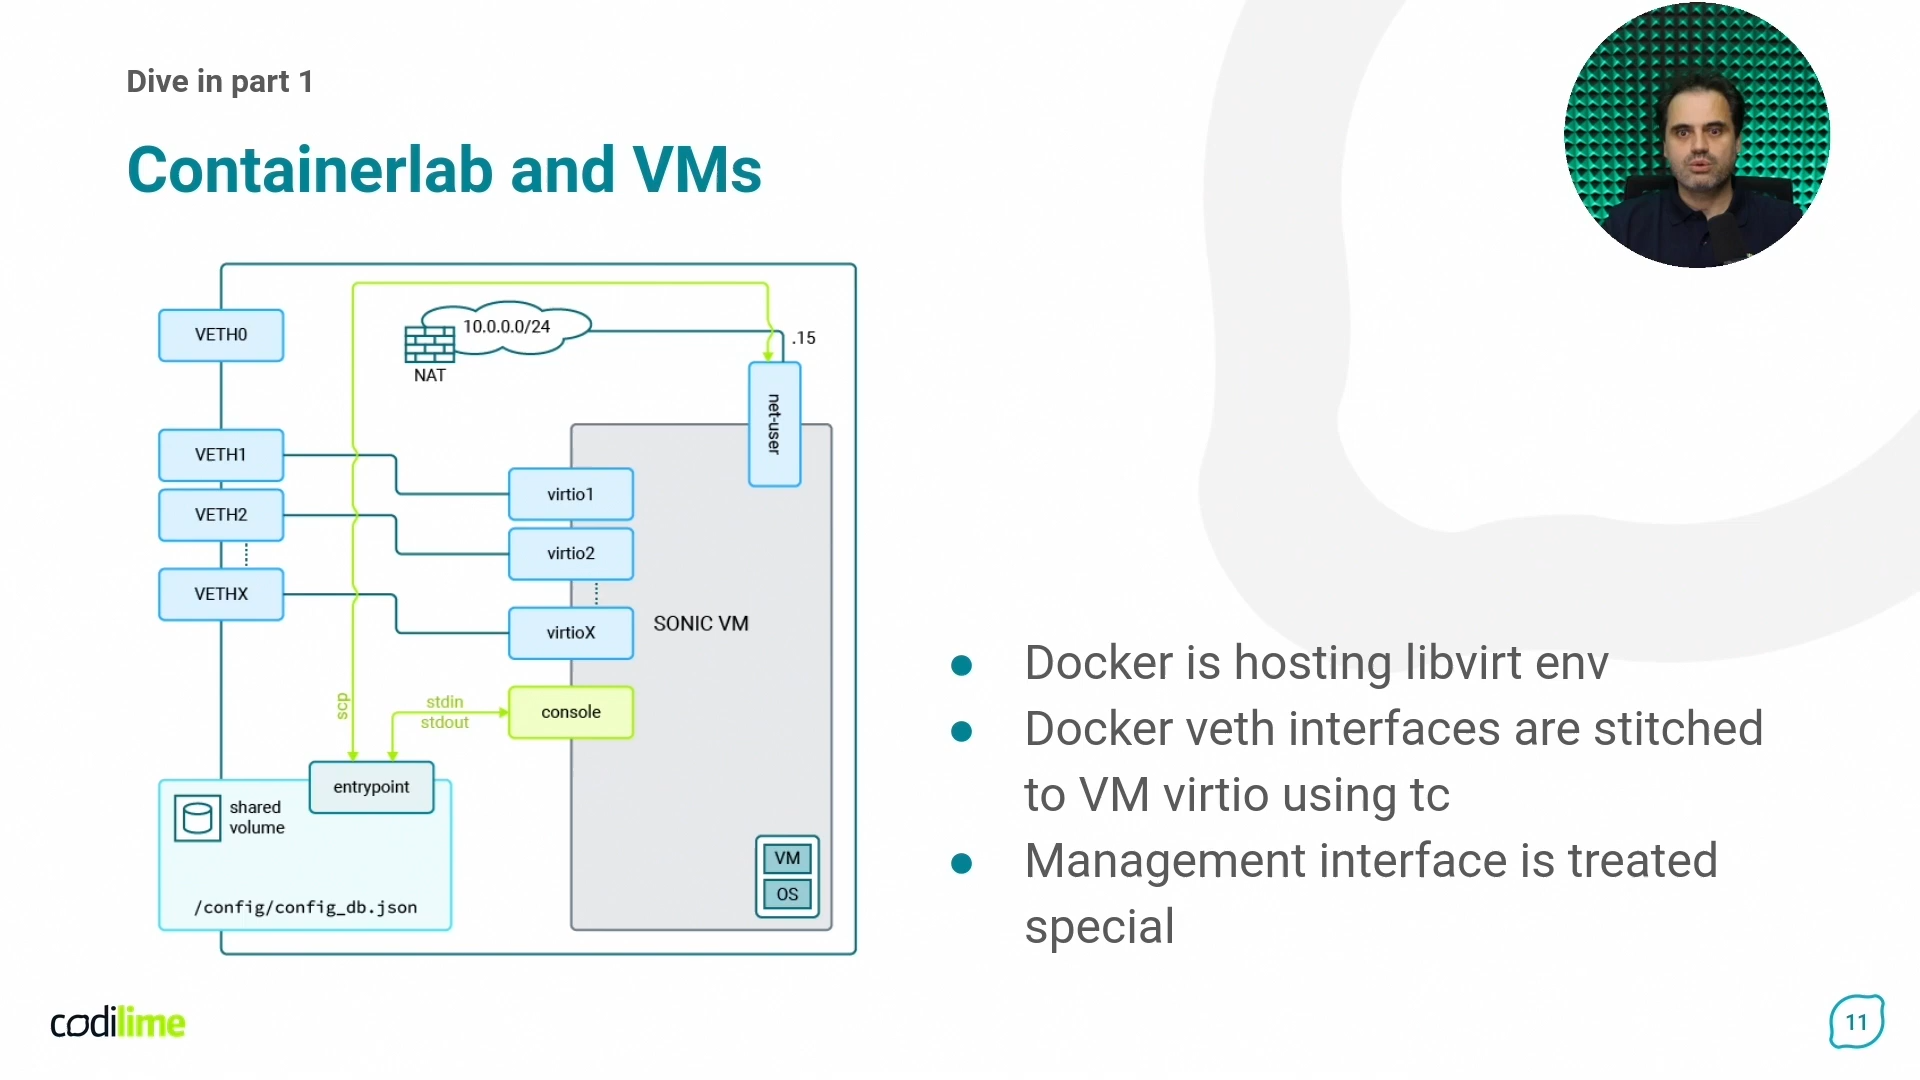 Dive in part 1
Containerlab and VMs
VETH0
10.0.0.0/24
.15
NAT
net-user
VETH1
VETH2
VETHX
virtio1
virtio2
virtioX
SONIC VM
scp
stdin
stdout
console
entrypoint
shared
volume
/config/config_db.json
VM
OS
● Docker is hosting libvirt env
● Docker veth interfaces are stitched
to VM virtio using tc
● Management interface is treated
special
codilime
11